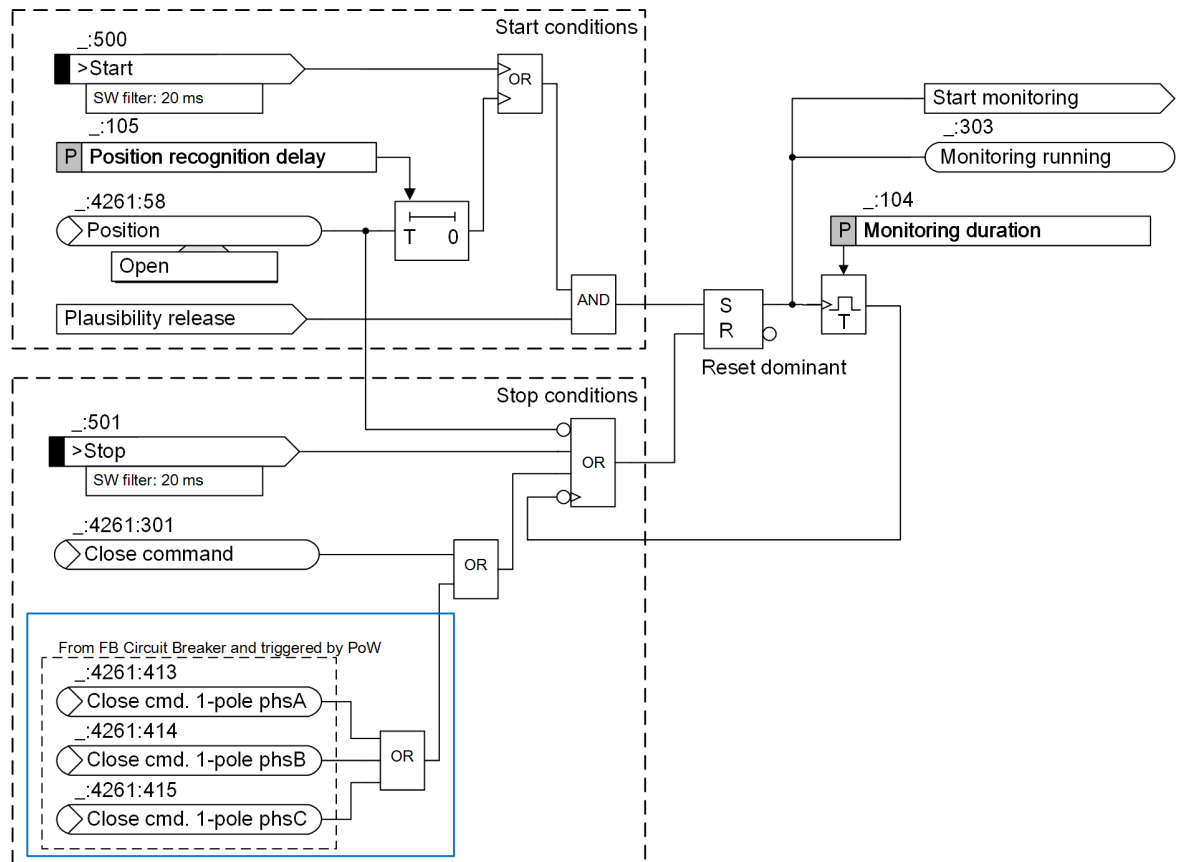 Start conditions
_:500
>Start
SW filter: 20 ms
OR
_:105
P Position recognition delay
_:4261:58
Position
Open
T 0
Plausibility release
AND
S
R
Reset dominant
Start monitoring
_:303
Monitoring running
_:104
P Monitoring duration
T
Stop conditions
_:501
>Stop
SW filter: 20 ms
OR
_:4261:301
Close command
OR
From FB Circuit Breaker and triggered by PoW
_:4261:413
Close cmd. 1-pole phsA
_:4261:414
Close cmd. 1-pole phsB
OR
_:4261:415
Close cmd. 1-pole phsC